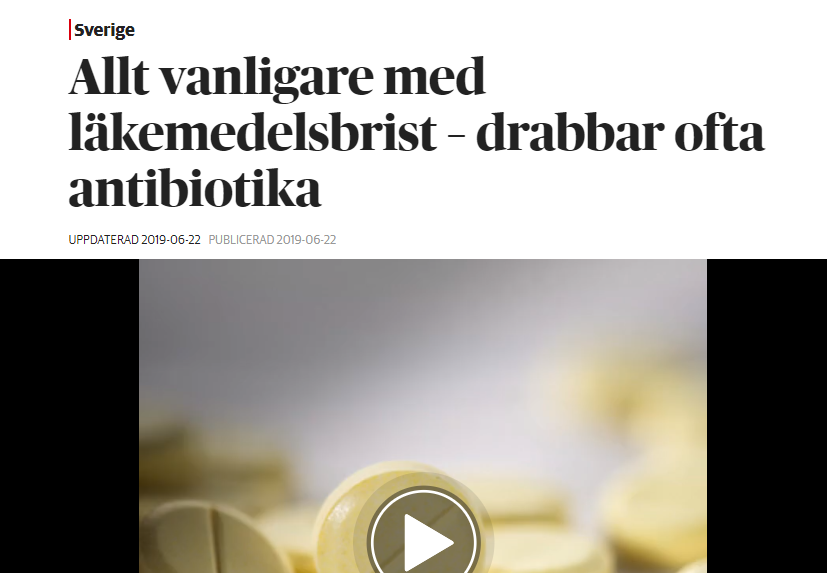 Sverige
Allt vanligare med
läkemedelsbrist – drabbar ofta
antibiotika
UPPDATERAD 2019-06-22 PUBLICERAD 2019-06-22